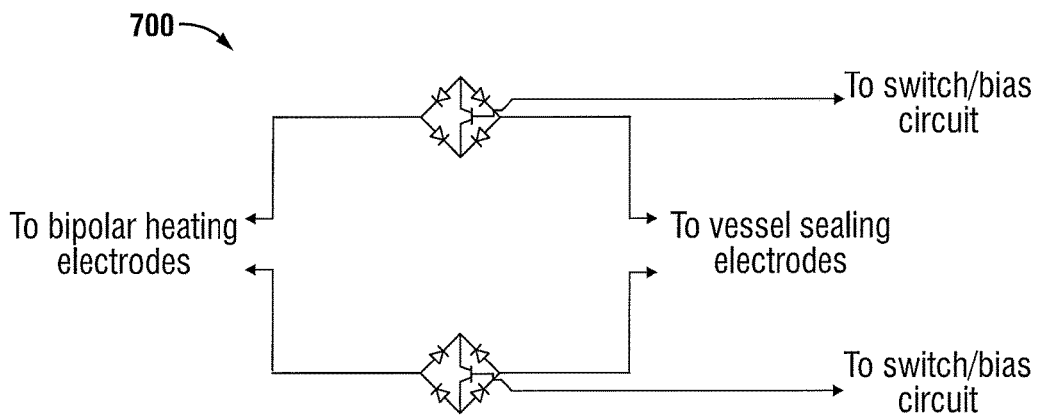 700
To switch/bias
circuit
To bipolar heating
electrodes
To vessel sealing
electrodes
To switch/bias
circuit